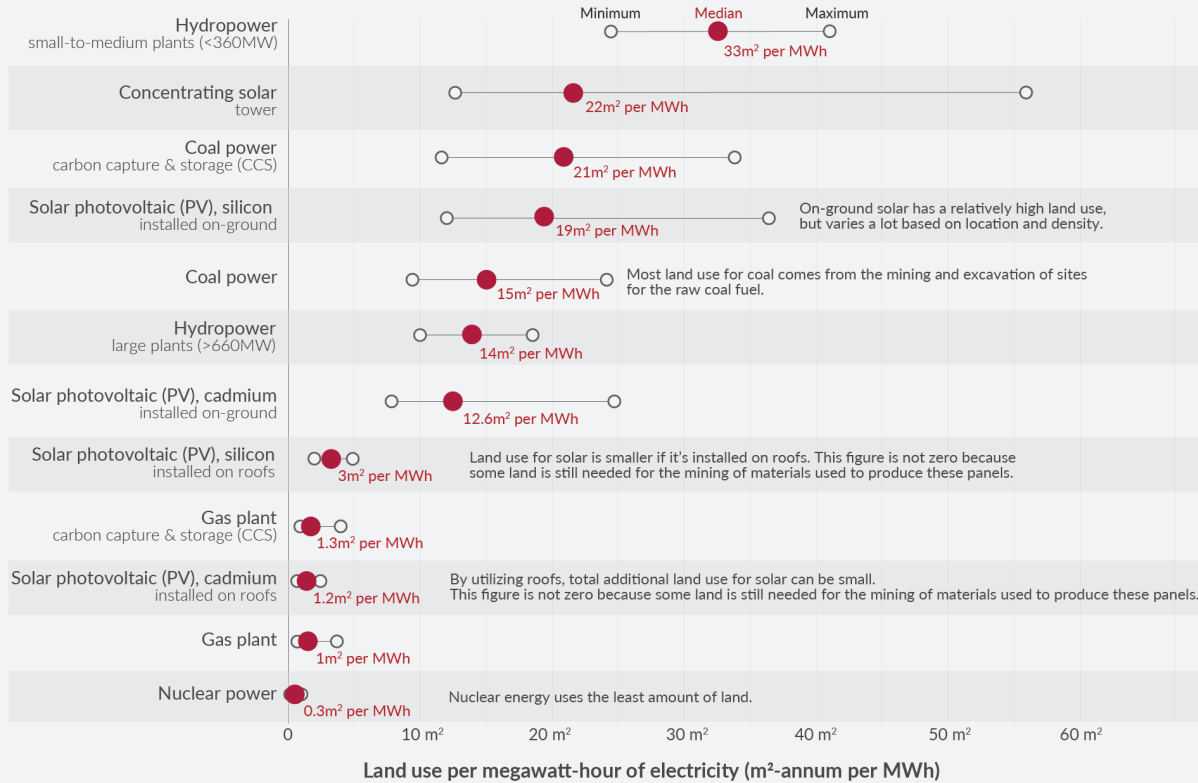 Minimum Median Maximum
Hydropower
small-to-medium plants (<360MW)
33m² per MWh
Concentrating solar
tower
22m² per MWh
Coal power
carbon capture & storage (CCS)
21m² per MWh
Solar photovoltaic (PV), silicon
installed on-ground
19m² per MWh
On-ground solar has a relatively high land use,
but varies a lot based on location and density.
Coal power
15m² per MWh
Most land use for coal comes from the mining and excavation of sites
for the raw coal fuel.
Hydropower
large plants (>660MW)
14m² per MWh
Solar photovoltaic (PV), cadmium
installed on-ground
12.6m² per MWh
Solar photovoltaic (PV), silicon
installed on roofs
3m² per MWh
Land use for solar is smaller if it's installed on roofs. This figure is not zero because
some land is still needed for the mining of materials used to produce these panels.
Gas plant
carbon capture & storage (CCS)
1.3m² per MWh
Solar photovoltaic (PV), cadmium
installed on roofs
1.2m² per MWh
By utilizing roofs, total additional land use for solar can be small.
This figure is not zero because some land is still needed for the mining of materials used to produce these panels.
Gas plant
1m² per MWh
Nuclear power
0.3m² per MWh
Nuclear energy uses the least amount of land.
0 10 m² 20 m² 30 m² 40 m² 50 m² 60 m²
Land use per megawatt-hour of electricity (m²-annum per MWh)